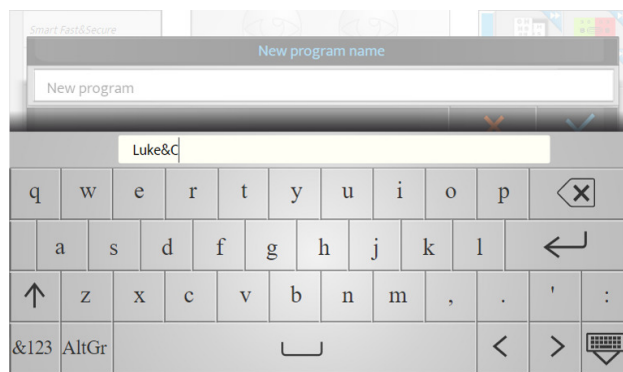 Smart Fast&Secure
New program name
New program
Luke&C
q w e r t y u i o p
a s d f g h j k l
z x c v b n m , . ' :
&123 AltGr < >